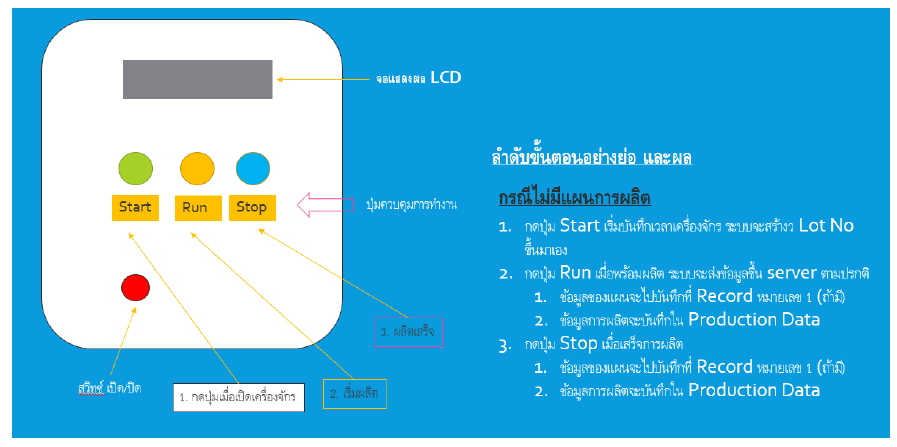 จอแสดงผล LCD
Start
Run
Stop
ปุ่มควบคุมการทำงาน
3. ผลิตเสร็จ
สวิทซ์ เปิด/ปิด
1. กดปุ่มเมื่อเปิดเครื่องจักร
2. เริ่มผลิต
ลำดับขั้นตอนอย่างย่อ และผล
กรณีไม่มีแผนการผลิต
1. กดปุ่ม Start เริ่มบันทึกเวลาเครื่องจักร ระบบจะสร้างว Lot No
ขึ้นมาเอง
2. กดปุ่ม Run เมื่อพร้อมผลิต ระบบจะส่งข้อมูลขึ้น server ตามปรกติ
1. ข้อมูลของแผนจะไปบันทึกที่ Record หมายเลข 1 (ถ้ามี)
2. ข้อมูลการผลิตจะบันทึกใน Production Data
3. กดปุ่ม Stop เมื่อเสร็จการผลิต
1. ข้อมูลของแผนจะไปบันทึกที่ Record หมายเลข 1 (ถ้ามี)
2. ข้อมูลการผลิตจะบันทึกใน Production Data